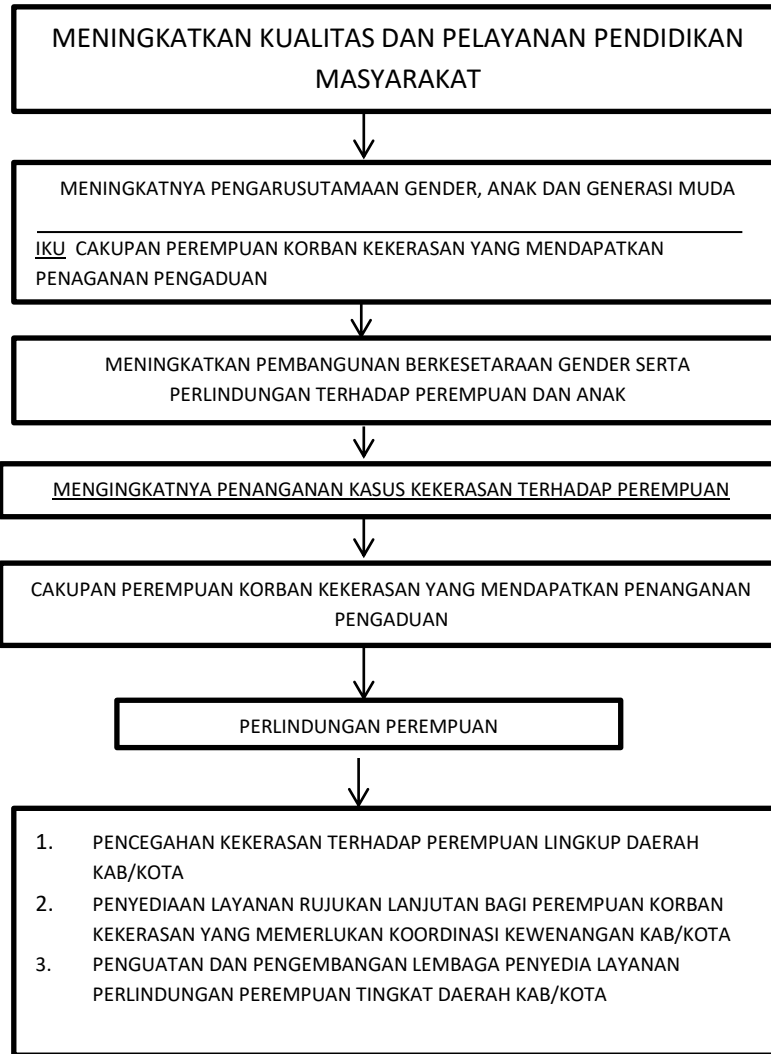 MENINGKATKAN KUALITAS DAN PELAYANAN PENDIDIKAN
MASYARAKAT
MENINGKATNYA PENGARUSUTAMAAN GENDER, ANAK DAN GENERASI MUDA
IKU CAKUPAN PEREMPUAN KORBAN KEKERASAN YANG MENDAPATKAN
PENAGANAN PENGADUAN
MENINGKATKAN PEMBANGUNAN BERKESETARAAN GENDER SERTA
PERLINDUNGAN TERHADAP PEREMPUAN DAN ANAK
MENGINGKATNYA PENANGANAN KASUS KEKERASAN TERHADAP PEREMPUAN
CAKUPAN PEREMPUAN KORBAN KEKERASAN YANG MENDAPATKAN PENANGANAN
PENGADUAN
PERLINDUNGAN PEREMPUAN
1. PENCEGAHAN KEKERASAN TERHADAP PEREMPUAN LINGKUP DAERAH
KAB/KOTA
2. PENYEDIAAN LAYANAN RUJUKAN LANJUTAN BAGI PEREMPUAN KORBAN
KEKERASAN YANG MEMERLUKAN KOORDINASI KEWENANGAN KAB/KOTA
3. PENGUATAN DAN PENGEMBANGAN LEMBAGA PENYEDIA LAYANAN
PERLINDUNGAN PEREMPUAN TINGKAT DAERAH KAB/KOTA